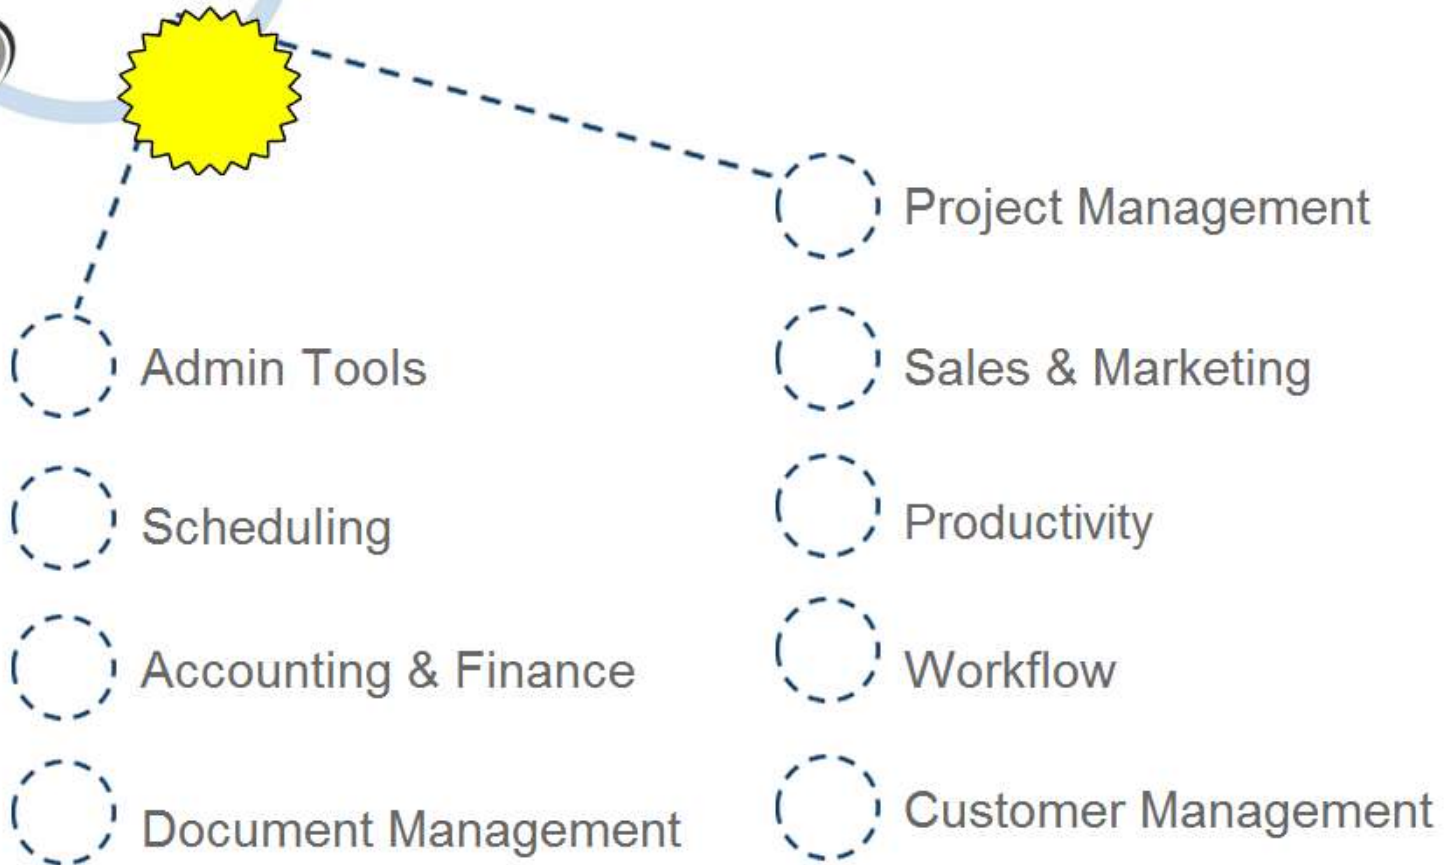 Admin Tools
Scheduling
Accounting & Finance
Document Management
Project Management
Sales & Marketing
Productivity
Workflow
Customer Management